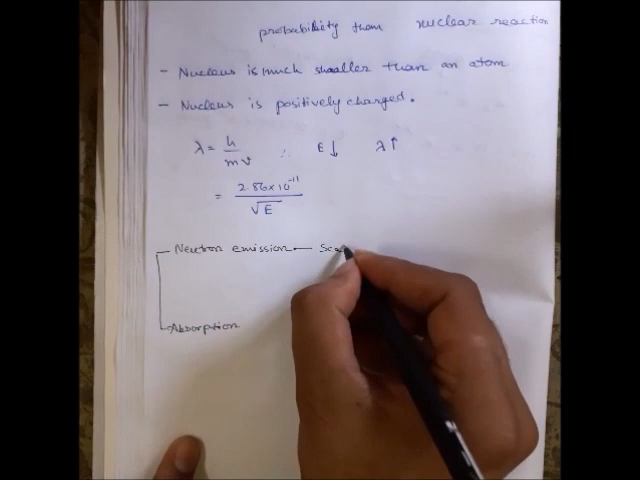 probability than nuclear reaction
- Nucleus is much smaller than an atom
- Nucleus is positively charged.
λ = h / mv ∴ E↓ λ↑
= 2.86 × 10⁻¹¹ / √E
Neutron emission — Sca
Absorption